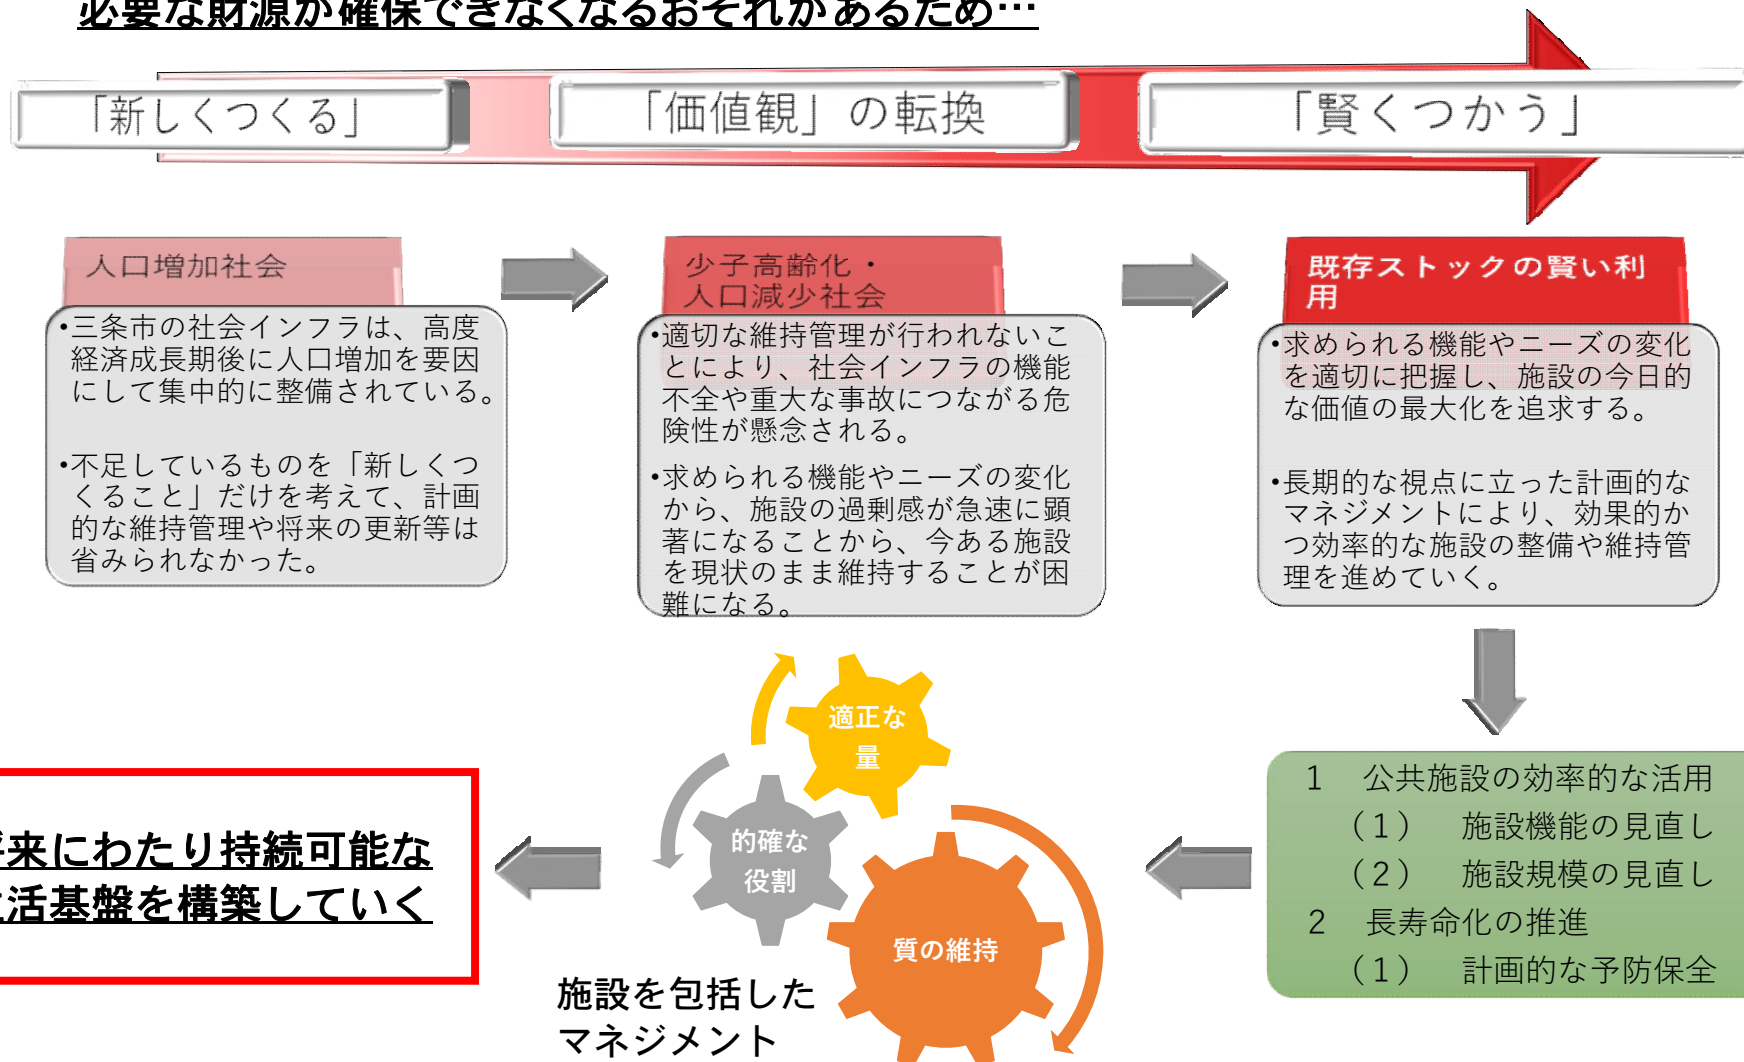 必要な財源が確保できなくなるおそれがあるため…
「新しくつくる」
「価値観」の転換
「賢くつかう」
人口増加社会
•三条市の社会インフラは、高度
経済成長期後に人口増加を要因
にして集中的に整備されている。
•不足しているものを「新しくつ
くること」だけを考えて、計画
的な維持管理や将来の更新等は
省みられなかった。
少子高齢化・
人口減少社会
•適切な維持管理が行われないこ
とにより、社会インフラの機能
不全や重大な事故につながる危
険性が懸念される。
•求められる機能やニーズの変化
から、施設の過剰感が急速に顕
著になることから、今ある施設
を現状のまま維持することが困
難になる。
既存ストックの賢い利
用
•求められる機能やニーズの変化
を適切に把握し、施設の今日的
な価値の最大化を追求する。
•長期的な視点に立った計画的な
マネジメントにより、効果的か
つ効率的な施設の整備や維持管
理を進めていく。
1 公共施設の効率的な活用
（1） 施設機能の見直し
（2） 施設規模の見直し
2 長寿命化の推進
（1） 計画的な予防保全
適正な
量
的確な
役割
質の維持
施設を包括した
マネジメント
将来にわたり持続可能な
生活基盤を構築していく